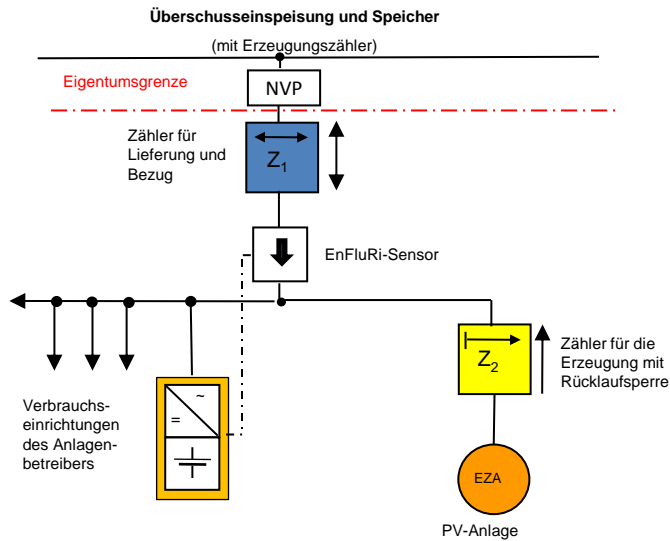 Überschusseinspeisung und Speicher
(mit Erzeugungszähler)
Eigentumsgrenze
NVP
Zähler für
Lieferung und
Bezug
Z1
EnFluRi-Sensor
Z2
Zähler für die
Erzeugung mit
Rücklaufsperre
Verbrauchs-
einrichtungen
des Anlagen-
betreibers
~
=
EZA
PV-Anlage